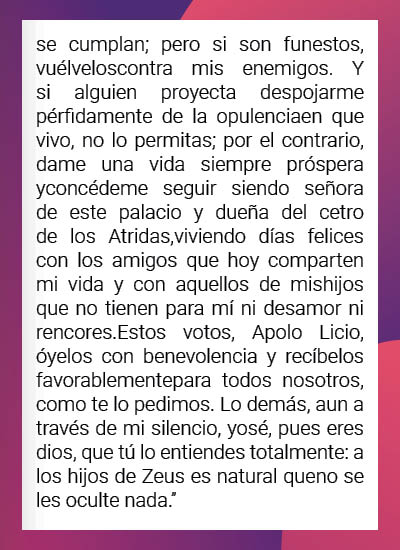 se cumplan; pero si son funestos,
vuélveloscontra mis enemigos. Y
si alguien proyecta despojarme
pérfidamente de la opulenciaen que
vivo, no lo permitas; por el contrario,
dame una vida siempre próspera
yconcédeme seguir siendo señora
de este palacio y dueña del cetro
de los Atridas,viviendo días felices
con los amigos que hoy comparten
mi vida y con aquellos de mishijos
que no tienen para mí ni desamor ni
rencores.Estos votos, Apolo Licio,
óyelos con benevolencia y recíbelos
favorablementepara todos nosotros,
como te lo pedimos. Lo demás, aun a
través de mi silencio, yosé, pues eres
dios, que tú lo entiendes totalmente: a
los hijos de Zeus es natural queno se
les oculte nada.”